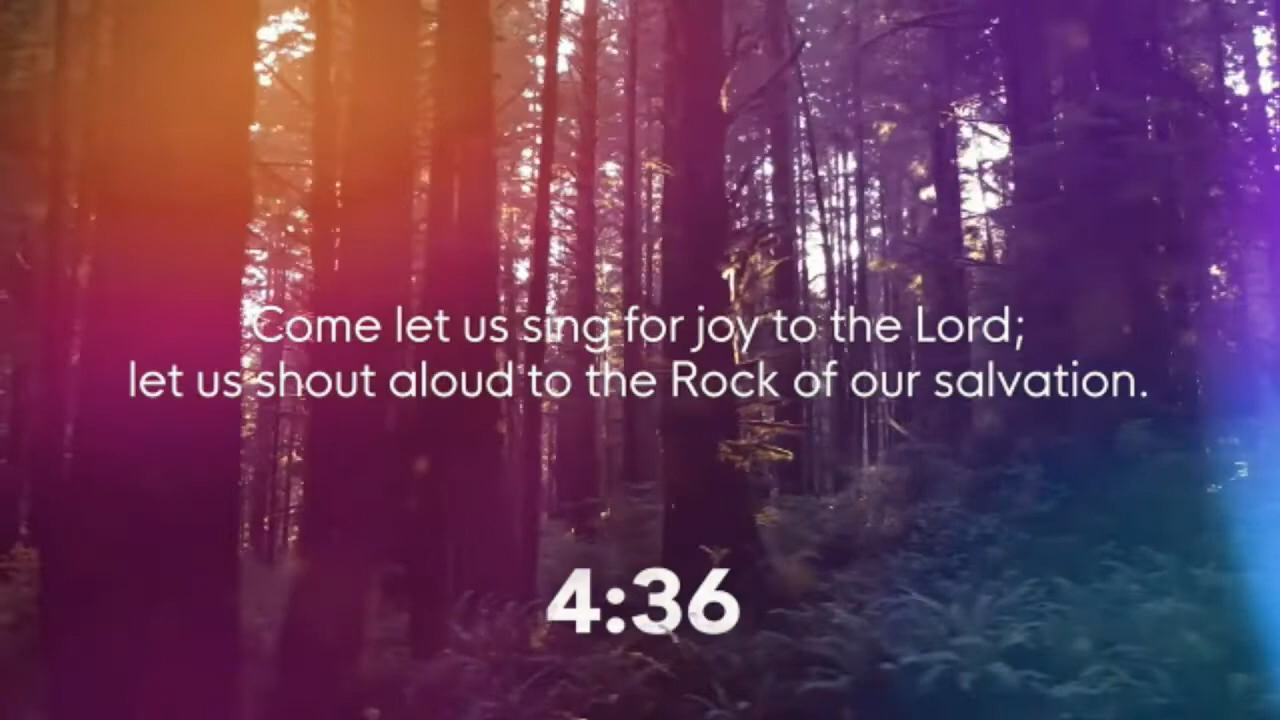 Come let us sing for joy to the Lord;
let us shout aloud to the Rock of our salvation.
4:36